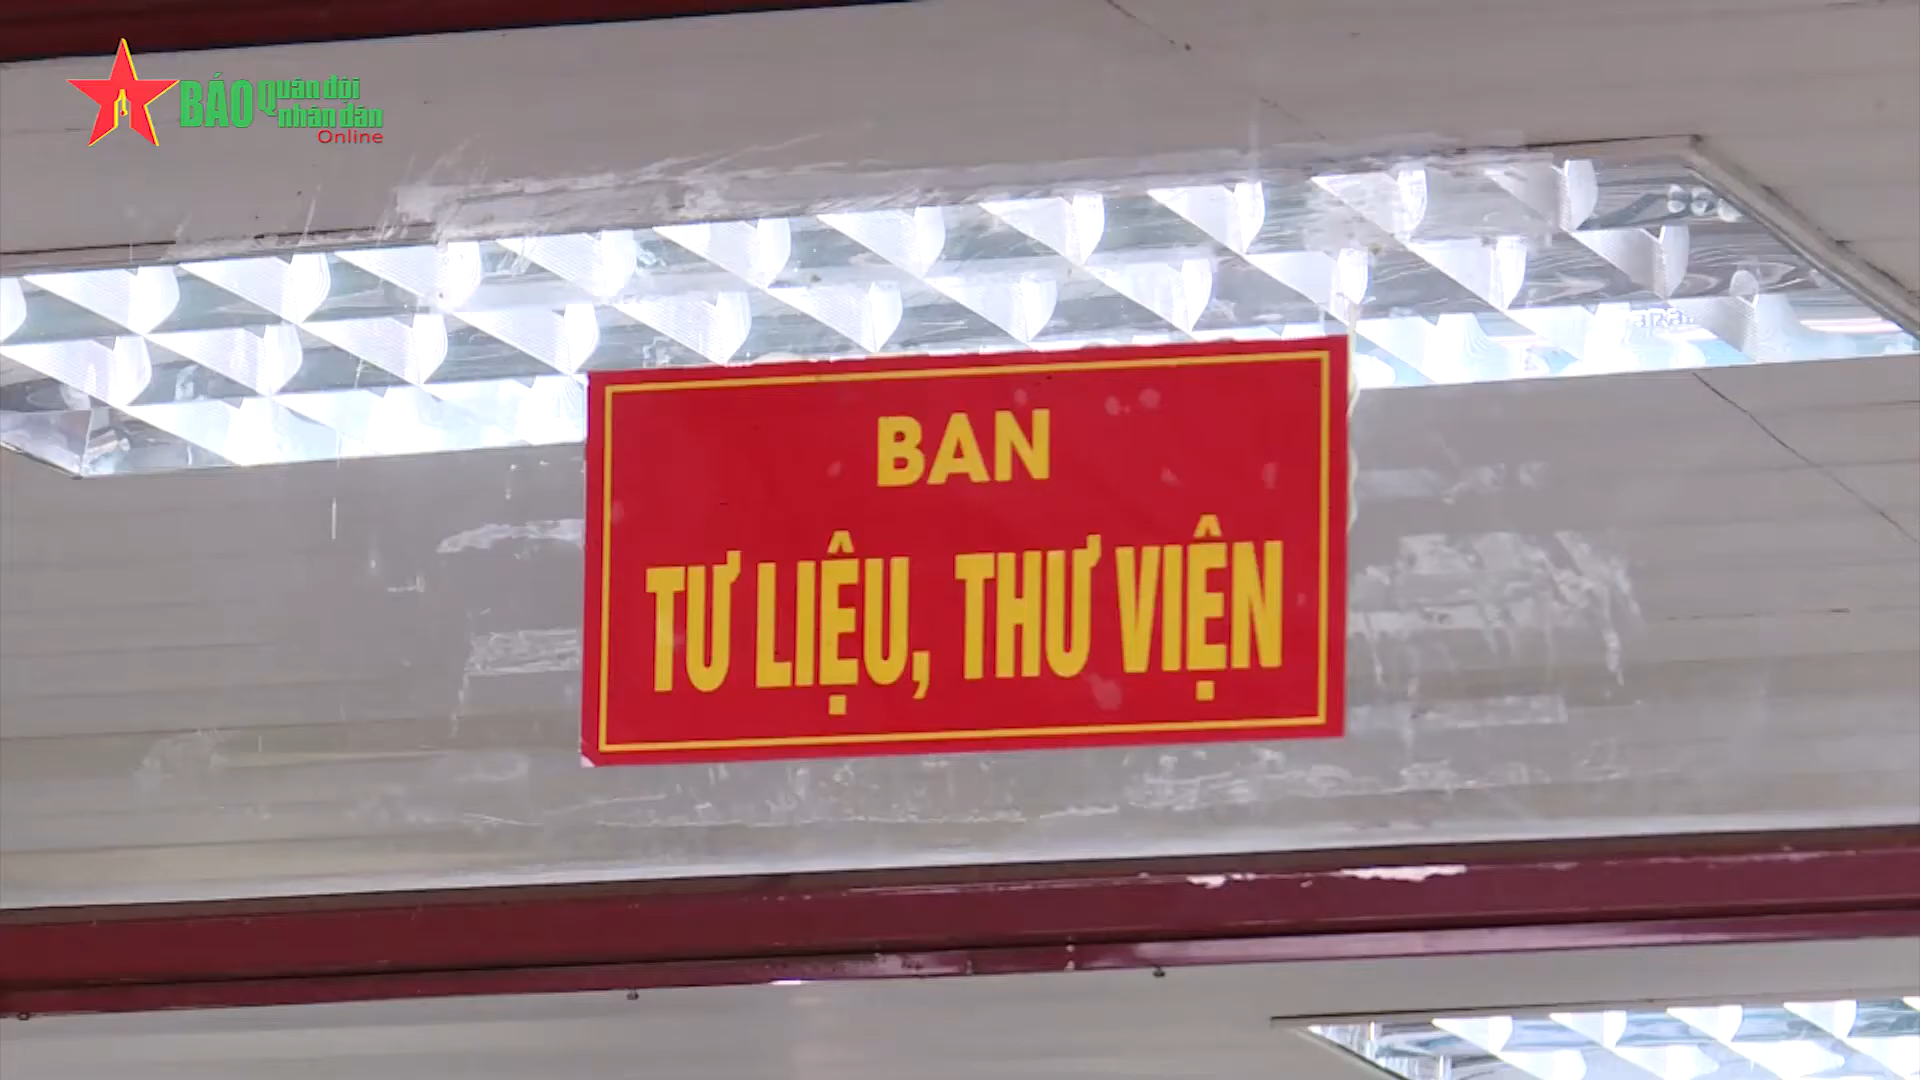 BÁO Quân đội
nhân dân
Online
BAN
TƯ LIỆU, THƯ VIỆN